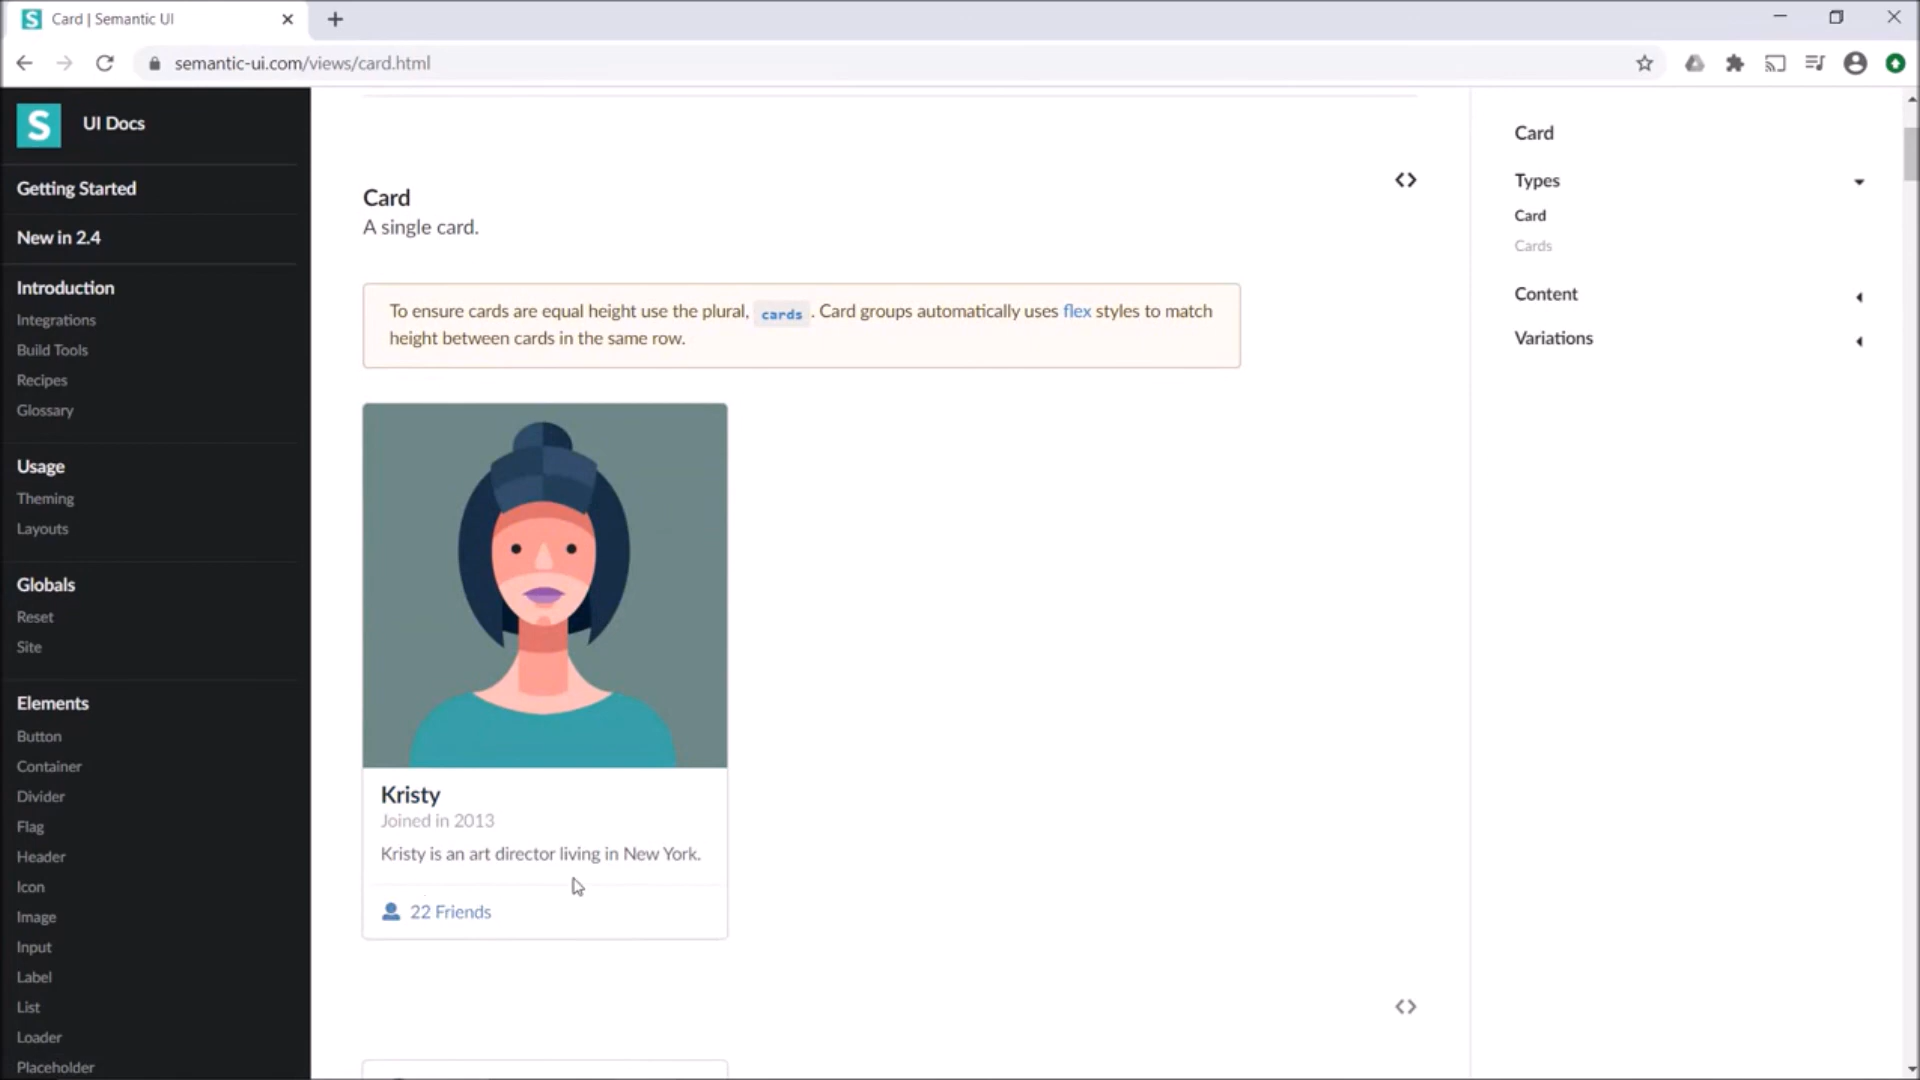 Card | Semantic UI
semantic-ui.com/views/card.html
S
UI Docs
Getting Started
New in 2.4
Introduction
Integrations
Build Tools
Recipes
Glossary
Usage
Theming
Layouts
Globals
Reset
Site
Elements
Button
Container
Divider
Flag
Header
Icon
Image
Input
Label
List
Loader
Placeholder
Card
A single card.
To ensure cards are equal height use the plural, cards . Card groups automatically uses flex styles to match
height between cards in the same row.
Kristy
Joined in 2013
Kristy is an art director living in New York.
22 Friends
Card
Types
Card
Cards
Content
Variations